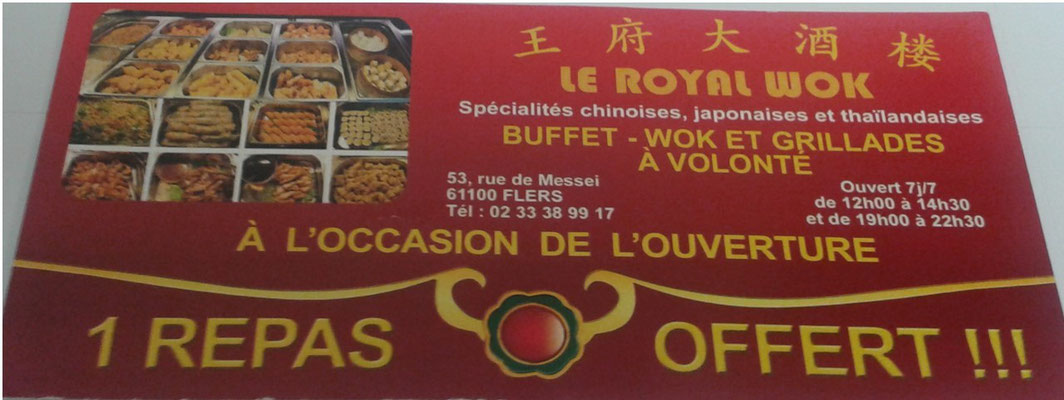 王府大酒楼
LE ROYAL WOK
Spécialités chinoises, japonaises et thaïlandaises
BUFFET - WOK ET GRILLADES
À VOLONTÉ
53, rue de Messei
61100 FLERS
Tél : 02 33 38 99 17
Ouvert 7j/7
de 12h00 à 14h30
et de 19h00 à 22h30
À L'OCCASION DE L'OUVERTURE
1 REPAS OFFERT !!!